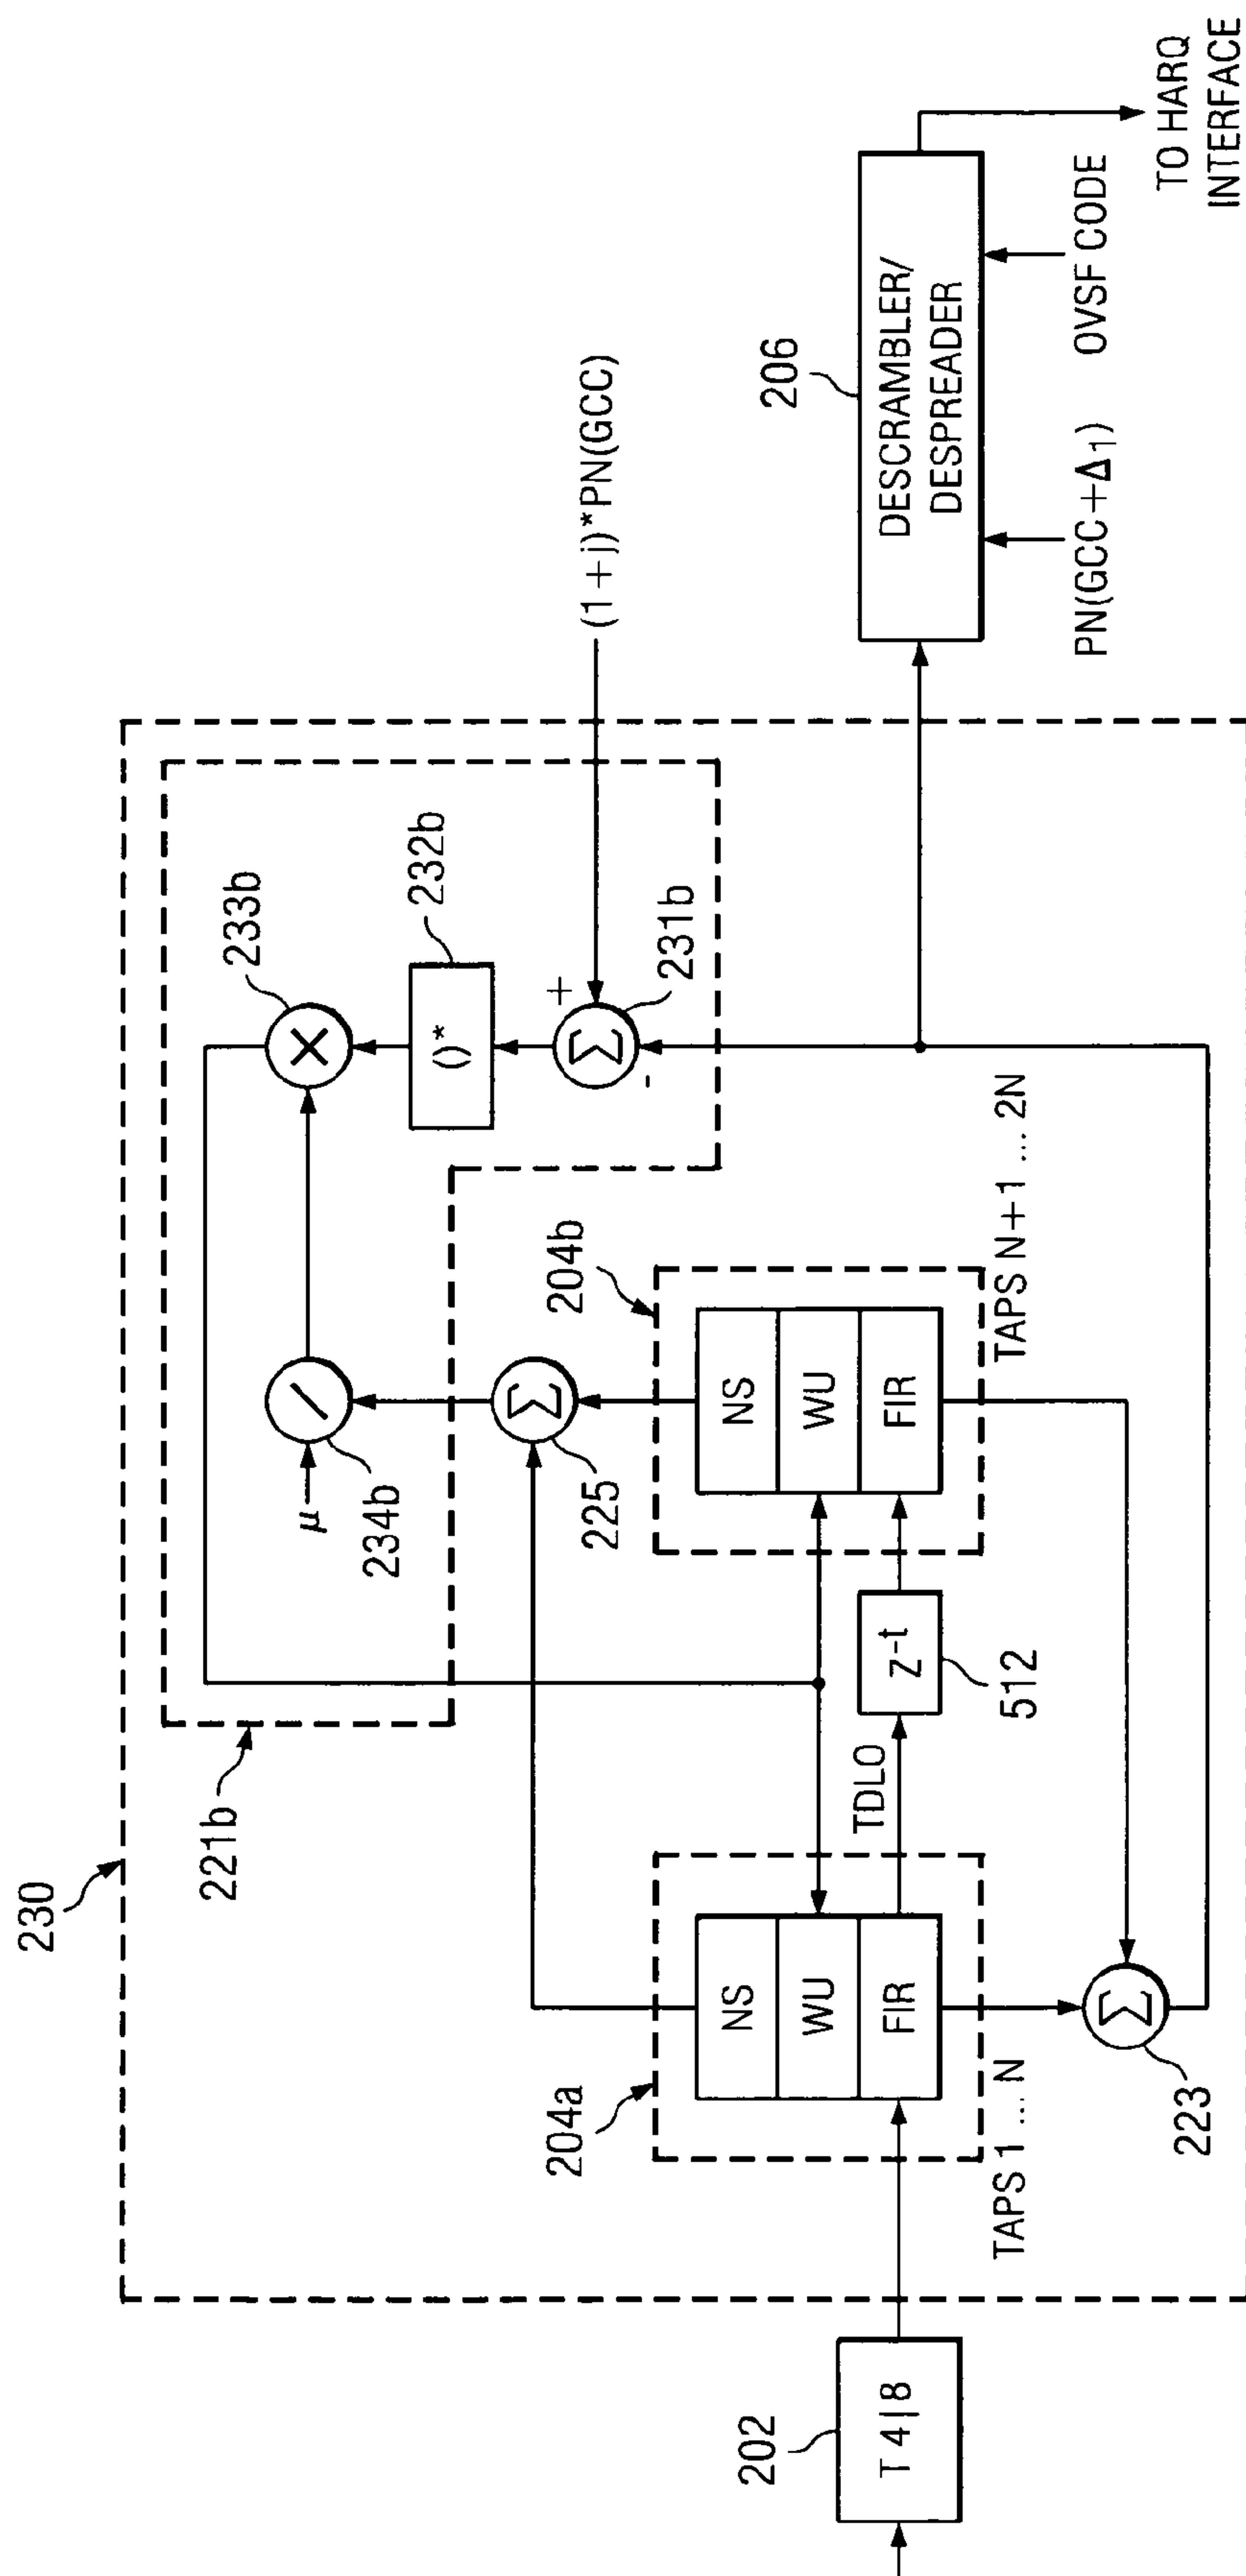 230
221b
233b
232b
(1+j)*PN(GCC)
μ
234b
()*
+
Σ
231b
-
204a
225
Σ
204b
206
NS
WU
FIR
NS
WU
FIR
202
T 4|8
TDLO
z-t
512
DESCRAMBLER/
DESPREADER
TAPS 1 ... N
TAPS N+1 ... 2N
PN(GCC+Δ1)
OVSF CODE
TO HARQ
INTERFACE
Σ
223